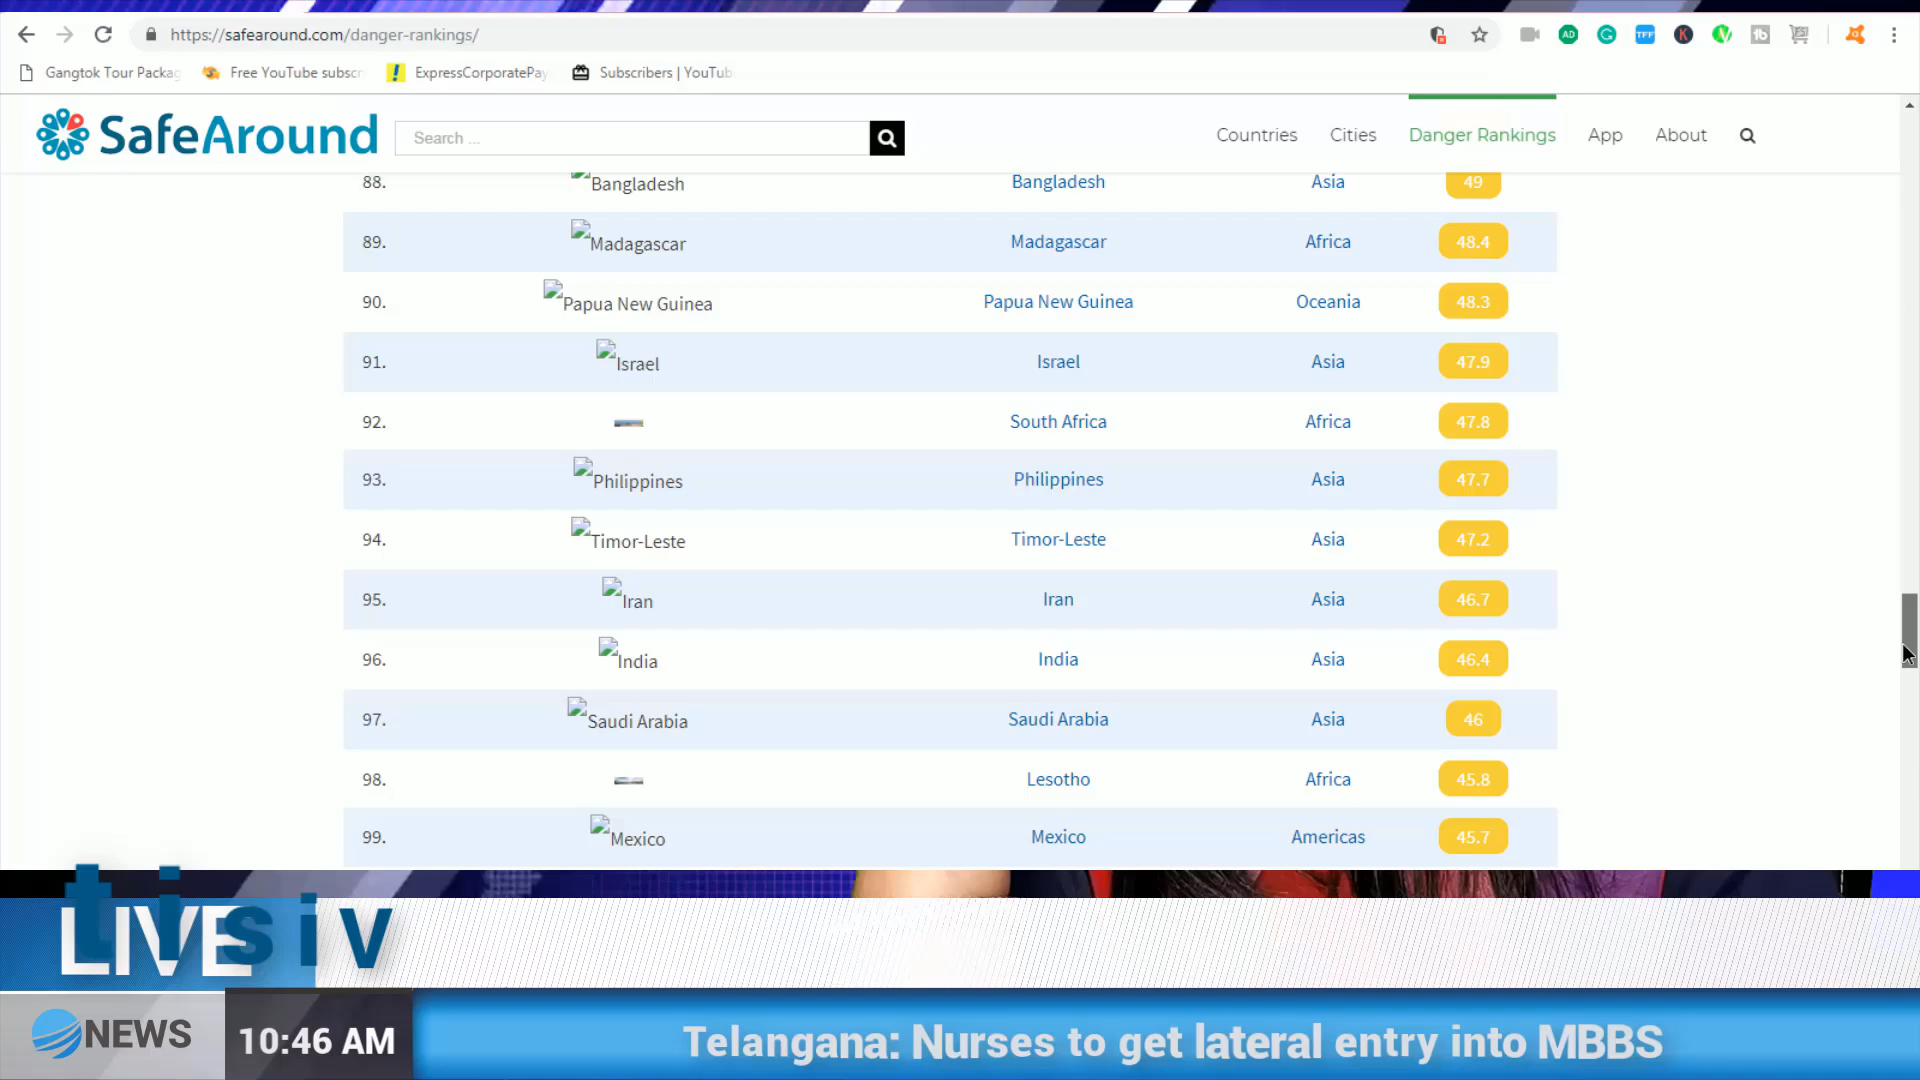 https://safearound.com/danger-rankings/
Gangtok Tour Packag
Free YouTube subscr
ExpressCorporatePay
Subscribers | YouTub
SafeAround
Search ...
Countries
Cities
Danger Rankings
App
About
88. Bangladesh Bangladesh Asia 49
89. Madagascar Madagascar Africa 48.4
90. Papua New Guinea Papua New Guinea Oceania 48.3
91. Israel Israel Asia 47.9
92. South Africa Africa 47.8
93. Philippines Philippines Asia 47.7
94. Timor-Leste Timor-Leste Asia 47.2
95. Iran Iran Asia 46.7
96. India India Asia 46.4
97. Saudi Arabia Saudi Arabia Asia 46
98. Lesotho Africa 45.8
99. Mexico Mexico Americas 45.7
LIVE
NEWS
10:46 AM
Telangana: Nurses to get lateral entry into MBBS